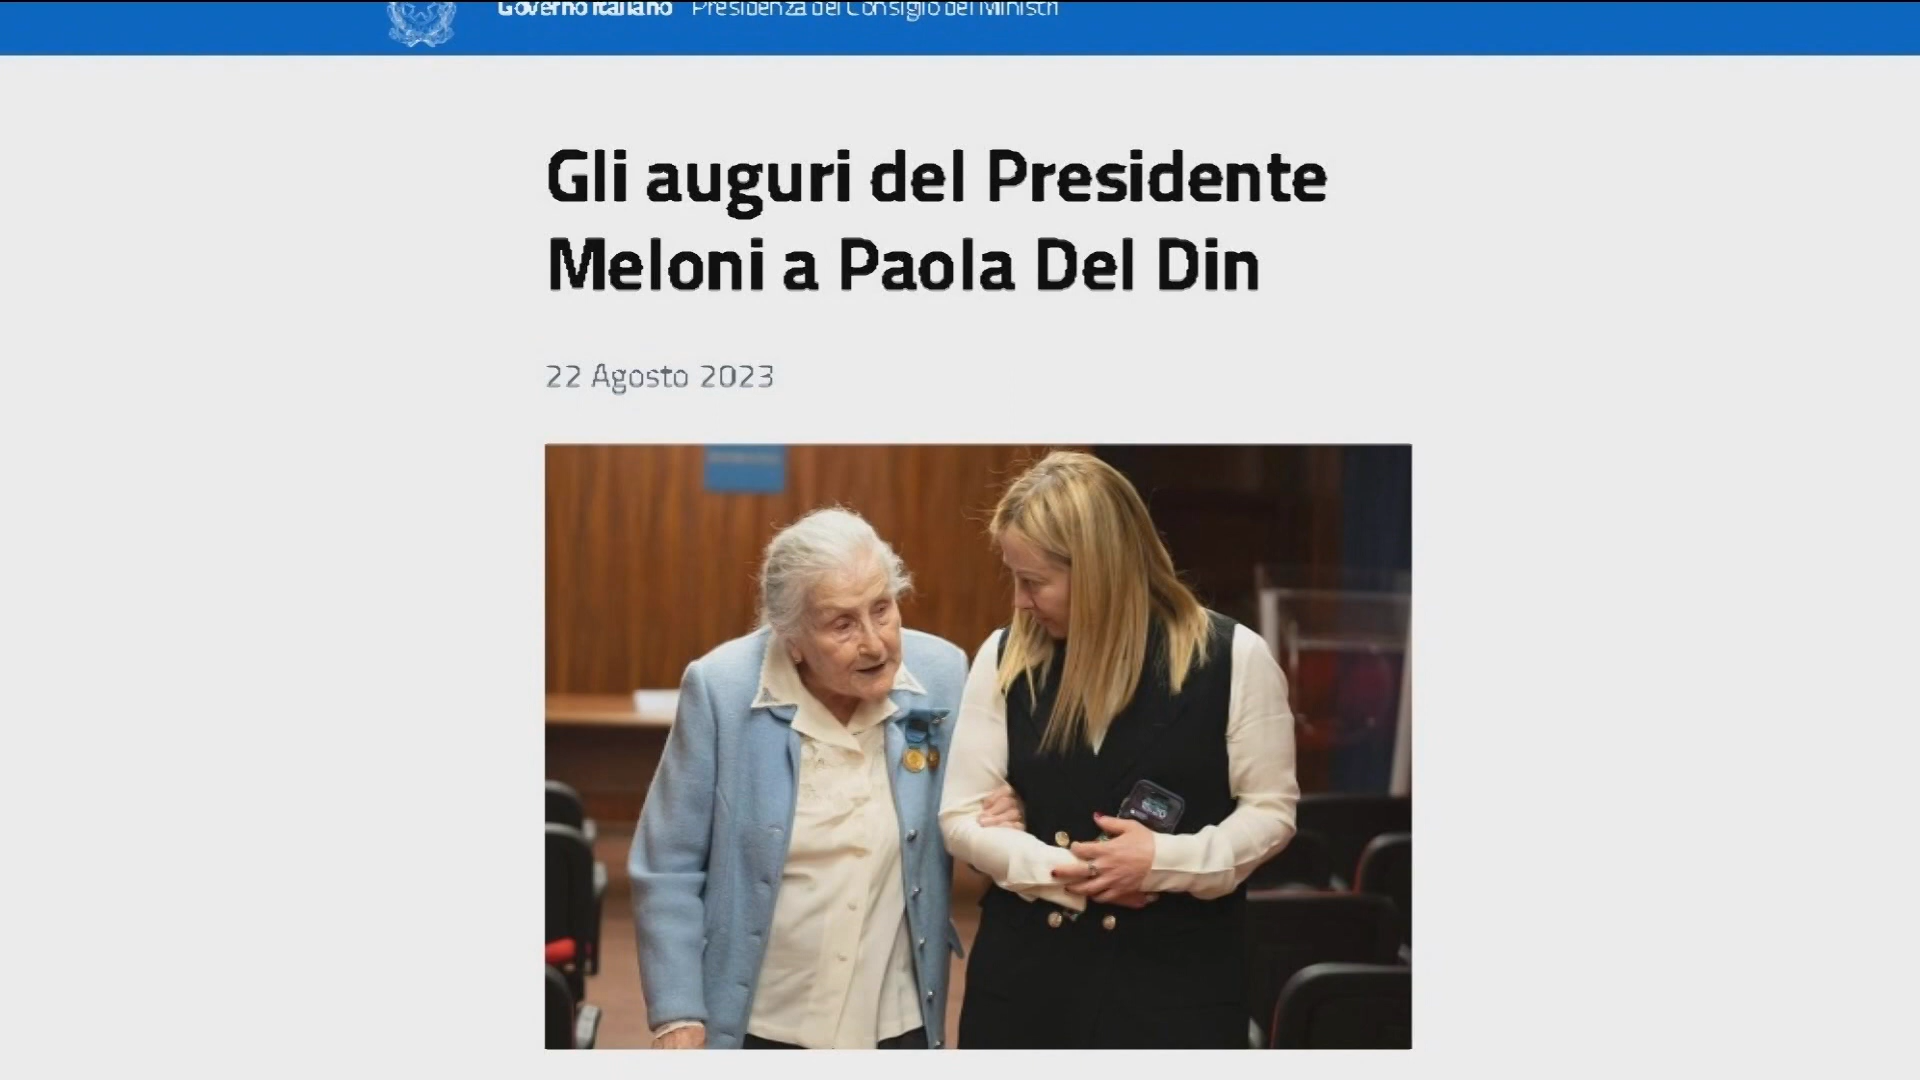 Governo Italiano Presidenza del Consiglio dei Ministri
Gli auguri del Presidente
Meloni a Paola Del Din
22 Agosto 2023